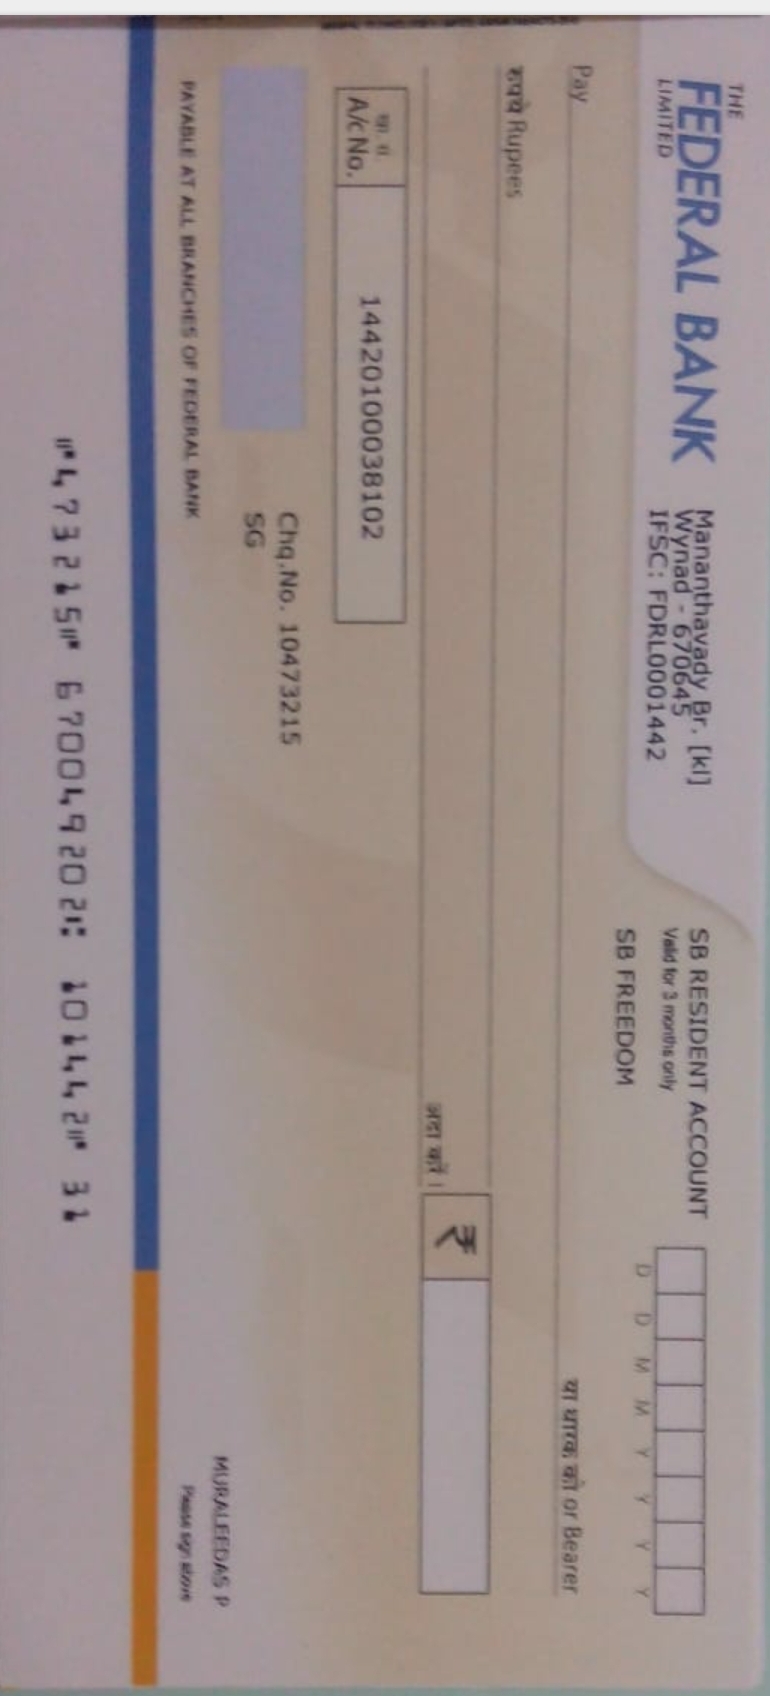 THE
FEDERAL BANK
LIMITED
Mananthavady Br. [kl]
Wynad - 670645
IFSC: FDRL0001442
SB RESIDENT ACCOUNT
Valid for 3 months only
SB FREEDOM
D D M M Y Y Y Y
Pay
या धारक को or Bearer
रुपये Rupees
अदा करें।
₹
खा. सं.
A/c No.
14420100038102
Chq.No. 10473215
SG
PAYABLE AT ALL BRANCHES OF FEDERAL BANK
MURALEEDAS P
Please sign above
⑈473215⑈ 670049202⑆ 101442⑈ 31